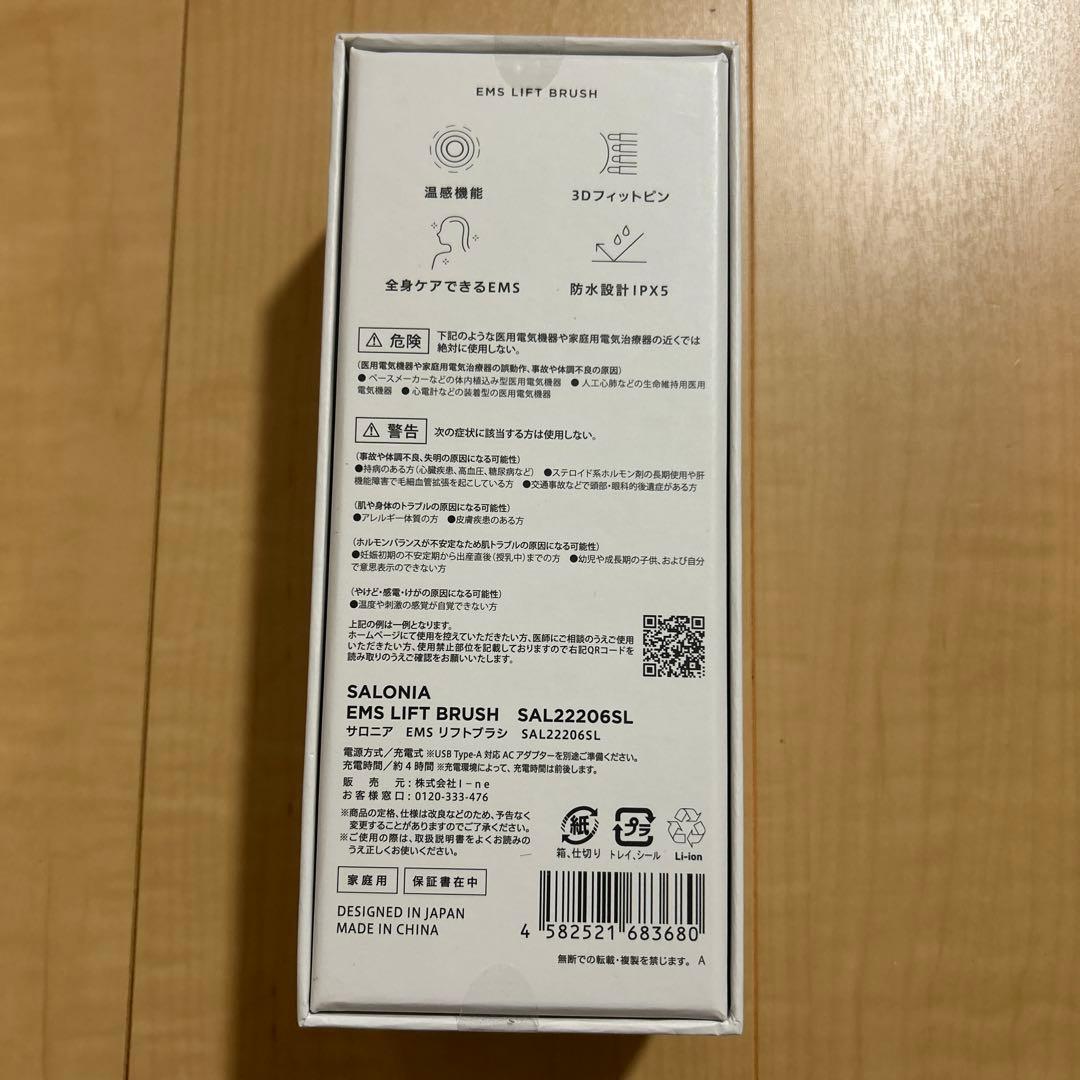 EMS LIFT BRUSH
温感機能
3Dフィットピン
全身ケアできるEMS
防水設計IPX5
⚠ 危険 下記のような医用電気機器や家庭用電気治療器の近くでは
絶対に使用しない。
(医用電気機器や家庭用電気治療器の誤動作、事故や体調不良の原因)
●ペースメーカーなどの体内植込み型医用電気機器 ●人工心肺などの生命維持用医用
電気機器 ●心電計などの装着型の医用電気機器
⚠ 警告 次の症状に該当する方は使用しない。
(事故や体調不良、失明の原因になる可能性)
●持病のある方(心臓疾患、高血圧、糖尿病など) ●ステロイド系ホルモン剤の長期使用や肝
機能障害で毛細血管拡張を起こしている方 ●交通事故などで頭部・眼科的後遺症がある方
(肌や身体のトラブルの原因になる可能性)
●アレルギー体質の方 ●皮膚疾患のある方
(ホルモンバランスが不安定なため肌トラブルの原因になる可能性)
●妊娠初期の不安定期から出産直後(授乳中)までの方 ●幼児や成長期の子供、および自分
で意思表示のできない方
(やけど・感電・けがの原因になる可能性)
●温度や刺激の感覚が自覚できない方
上記の例は一例となります。
ホームページにて使用を控えていただきたい方、医師にご相談のうえご使用
いただきたい方、使用禁止部位を記載しておりますので右記QRコードを
読み取りのうえご確認をお願いいたします。
SALONIA
EMS LIFT BRUSH SAL22206SL
サロニア EMS リフトブラシ SAL22206SL
電源方式/充電式 ※USB Type-A 対応 AC アダプターを別途ご準備ください。
充電時間/約4時間 ※充電環境によって、充電時間は前後します。
販売元:株式会社I-ne
お客様窓口:0120-333-476
※商品の定格、仕様は改良などのため、予告なく
変更することがありますのでご了承ください。
※ご使用の際は、取扱説明書をよくお読みの
うえ正しくお使いください。
紙
箱、仕切り
プラ
トレイ、シール
Li-ion
家庭用 保証書在中
DESIGNED IN JAPAN
MADE IN CHINA
4 582521 683680
無断での転載・複製を禁じます。 A